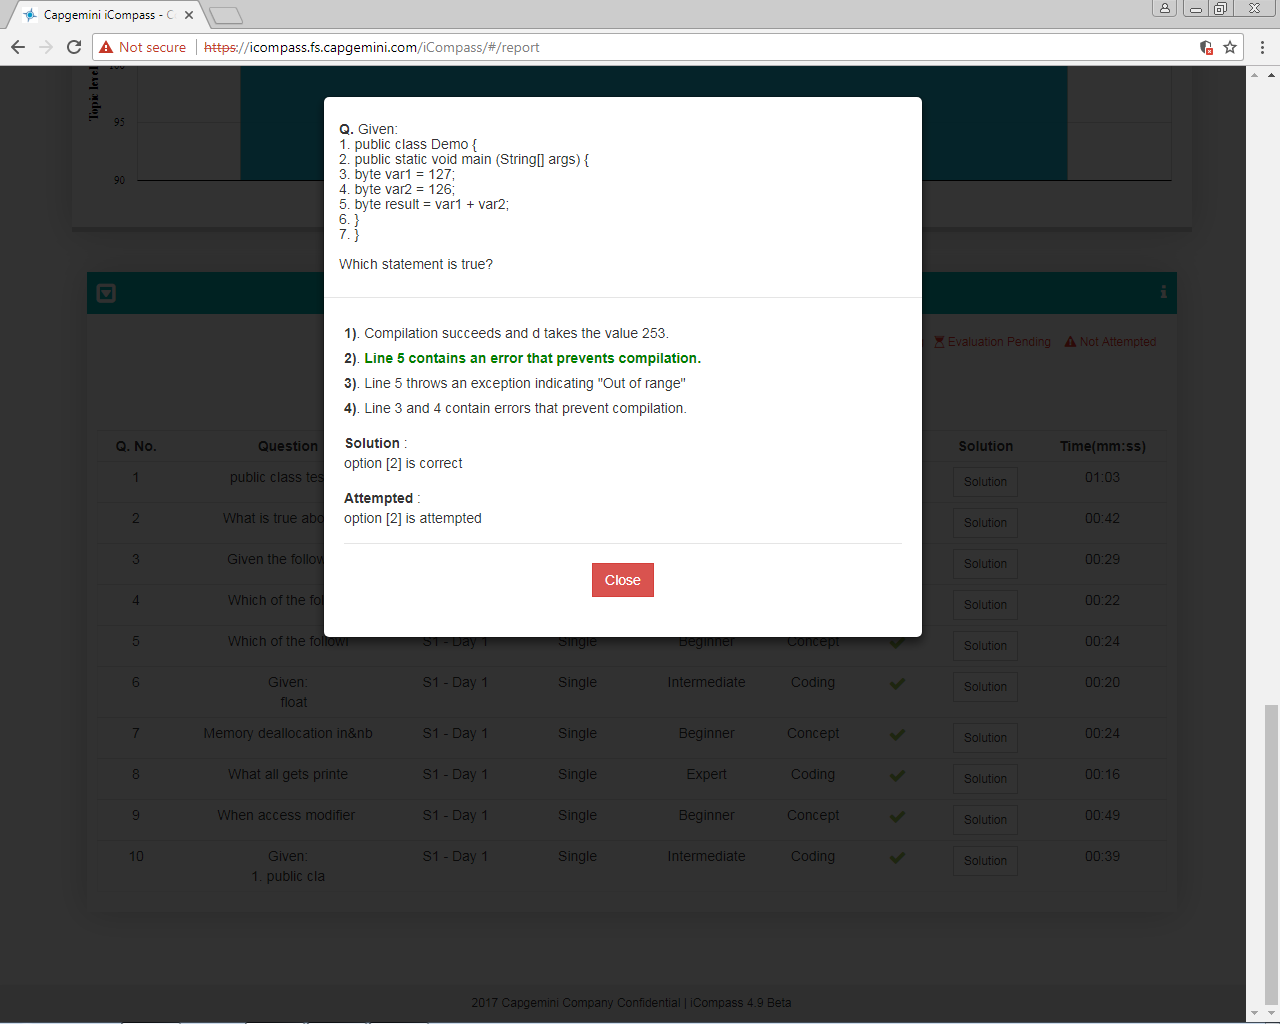 Capgemini iCompass - C
Not secure
https://icompass.fs.capgemini.com/iCompass/#/report
Topic level
100
95
90
Q. Given:
1. public class Demo {
2. public static void main (String[] args) {
3. byte var1 = 127;
4. byte var2 = 126;
5. byte result = var1 + var2;
6. }
7. }
Which statement is true?
1). Compilation succeeds and d takes the value 253.
2). Line 5 contains an error that prevents compilation.
3). Line 5 throws an exception indicating "Out of range"
4). Line 3 and 4 contain errors that prevent compilation.
Solution :
option [2] is correct
Attempted :
option [2] is attempted
Close
Evaluation Pending Not Attempted
Q. No. Question Solution Time(mm:ss)
1 public class tes Solution 01:03
2 What is true abo Solution 00:42
3 Given the follow Solution 00:29
4 Which of the fol Solution 00:22
5 Which of the followi S1 - Day 1 Single Beginner Concept Solution 00:24
6 Given: S1 - Day 1 Single Intermediate Coding Solution 00:20
float
7 Memory deallocation in&nb S1 - Day 1 Single Beginner Concept Solution 00:24
8 What all gets printe S1 - Day 1 Single Expert Coding Solution 00:16
9 When access modifier S1 - Day 1 Single Beginner Concept Solution 00:49
10 Given: S1 - Day 1 Single Intermediate Coding Solution 00:39
1. public cla
2017 Capgemini Company Confidential | iCompass 4.9 Beta